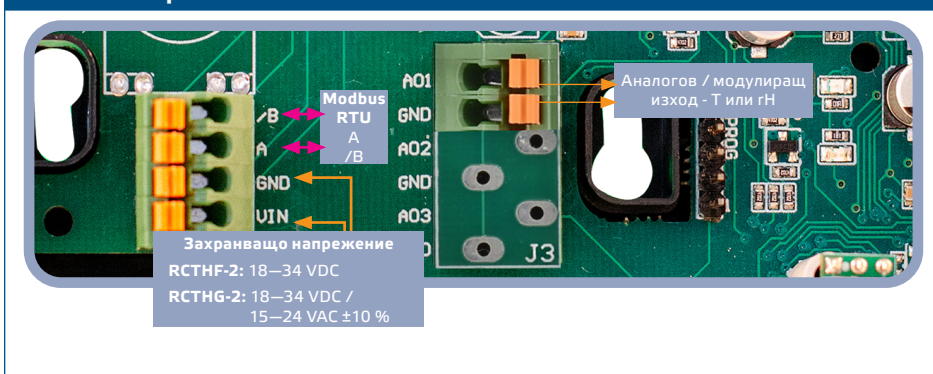 /B
A
GND
VIN
Modbus
RTU
A
/B
AO1
GND
AO2
GND
AO3
J3
PROG
Аналогов / модулиращ
изход - T или rH
Захранващо напрежение
RCTHF-2: 18—34 VDC
RCTHG-2: 18—34 VDC /
15—24 VAC ±10 %